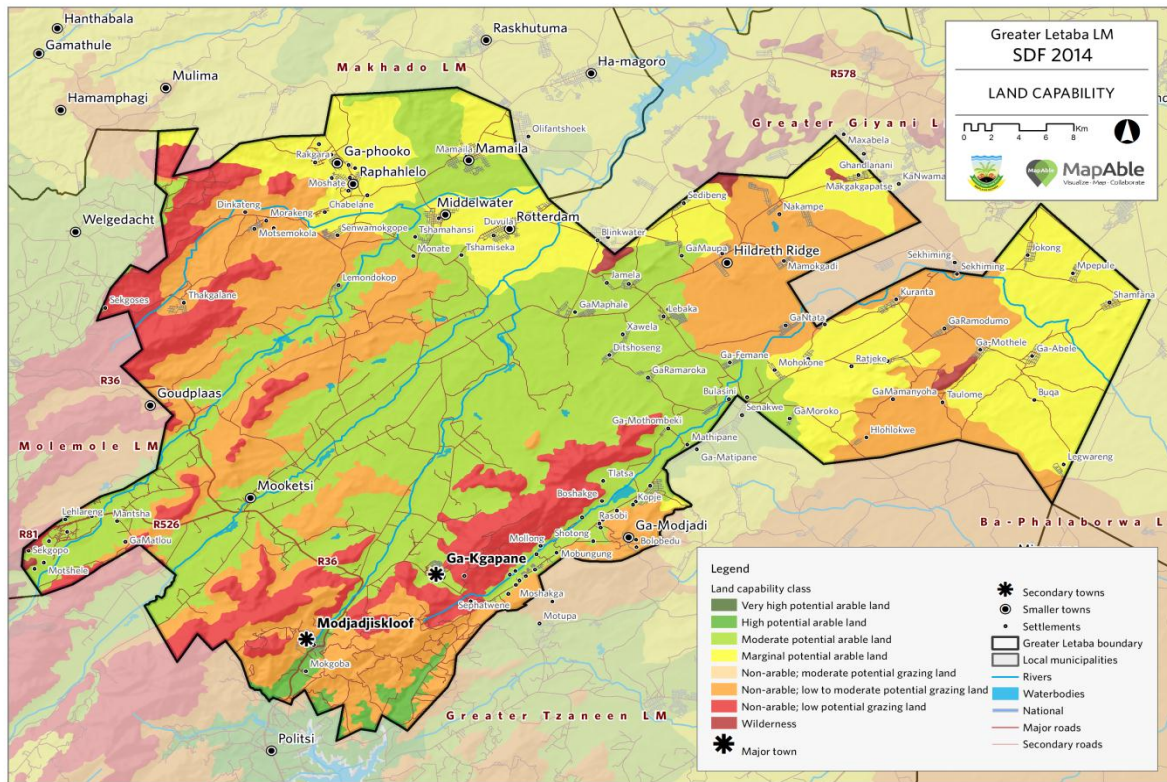 Greater Letaba LM
SDF 2014
LAND CAPABILITY
0 2 4 6 8 Km
MapAble
Visualize · Map · Collaborate
Hanthabala
Gamathule
Mulima
Hamamphagi
Raskhutuma
Ha-magoro
Makhado LM
R578
Greater Giyani L
Olifantshoek
Maxabela
Ghandlanani
KaNwama
Makgakgapatse
Rakgara
Ga-phooko
Mamaila
Mamaila
Moshate
Raphahlelo
Chabelane
Sedibeng
Nakampe
Welgedacht
Dinkateng
Morakeng
Motsemokola
Senwamokgope
Middelwater
Tshamahansi
Duvula
Rotterdam
Monate
Tshamiseka
Blinkwater
GaMaupa
Hildreth Ridge
Mamokgadi
Sekhiming
Sekhiming
Jokong
Mpepule
Shamfana
Lemondokop
Jamela
Thakgalane
Sekgoses
GaMaphale
Lebaka
Kuranta
GaNtata
GaRamodumo
Xawela
Ditshoseng
Ga-Mothele
Ga-Abele
Ga-Femane
Mohokone
Ratjeke
GaRamaroka
R36
Goudplaas
Bulasini
Senakwe
GaMamanyoha
Taulome
Buqa
GaMoroko
Ga-Mothombeki
Hlohlokwe
Mathipane
Ga-Matipane
Molemole LM
Legwareng
Tlatsa
Mooketsi
Boshakge
Kopje
Lehlareng
Mantsha
R526
Rasobi
Ba-Phalaborwa L
R81
GaMatlou
Shotong
Ga-Modjadi
Sekgopo
Mollong
Bolobedu
Motshele
R36
Ga-Kgapane
Mobungung
Moshakga
Sephatwene
Motupa
Modjadjiskloof
Mokgoba
Greater Tzaneen LM
Politsi
Legend
Land capability class
Very high potential arable land
High potential arable land
Moderate potential arable land
Marginal potential arable land
Non-arable; moderate potential grazing land
Non-arable; low to moderate potential grazing land
Non-arable; low potential grazing land
Wilderness
Major town
Secondary towns
Smaller towns
Settlements
Greater Letaba boundary
Local municipalities
Rivers
Waterbodies
National
Major roads
Secondary roads